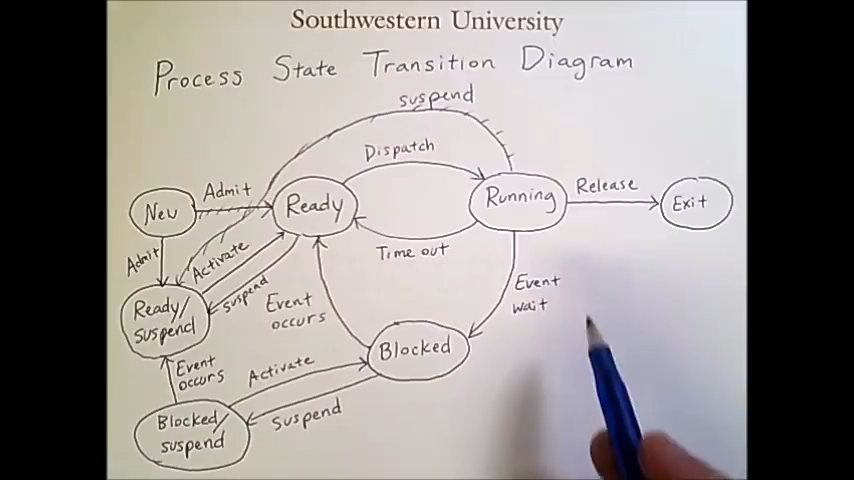 Southwestern University
Process State Transition Diagram
suspend
Dispatch
Admit
Release
New
Ready
Running
Exit
Time out
Admit
Activate
suspend
Event
occurs
Event
wait
Ready/
suspend
Blocked
Event
occurs
Activate
suspend
Blocked/
suspend